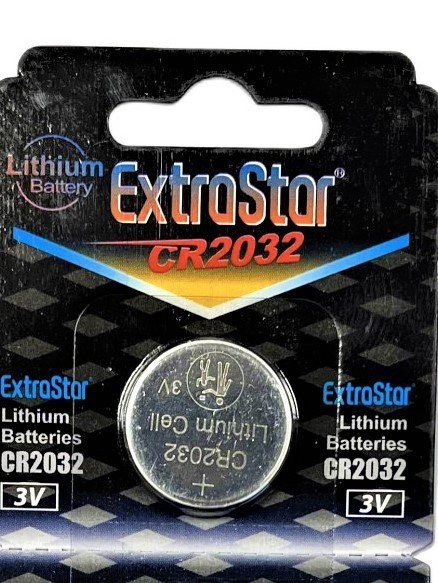 Lithium
Battery
ExtraStar®
CR2032
ExtraStar
Lithium
Batteries
CR2032
3V
3V
Lithium Cell
CR2032
+
ExtraStar
Lithium
Batteries
CR2032
3V